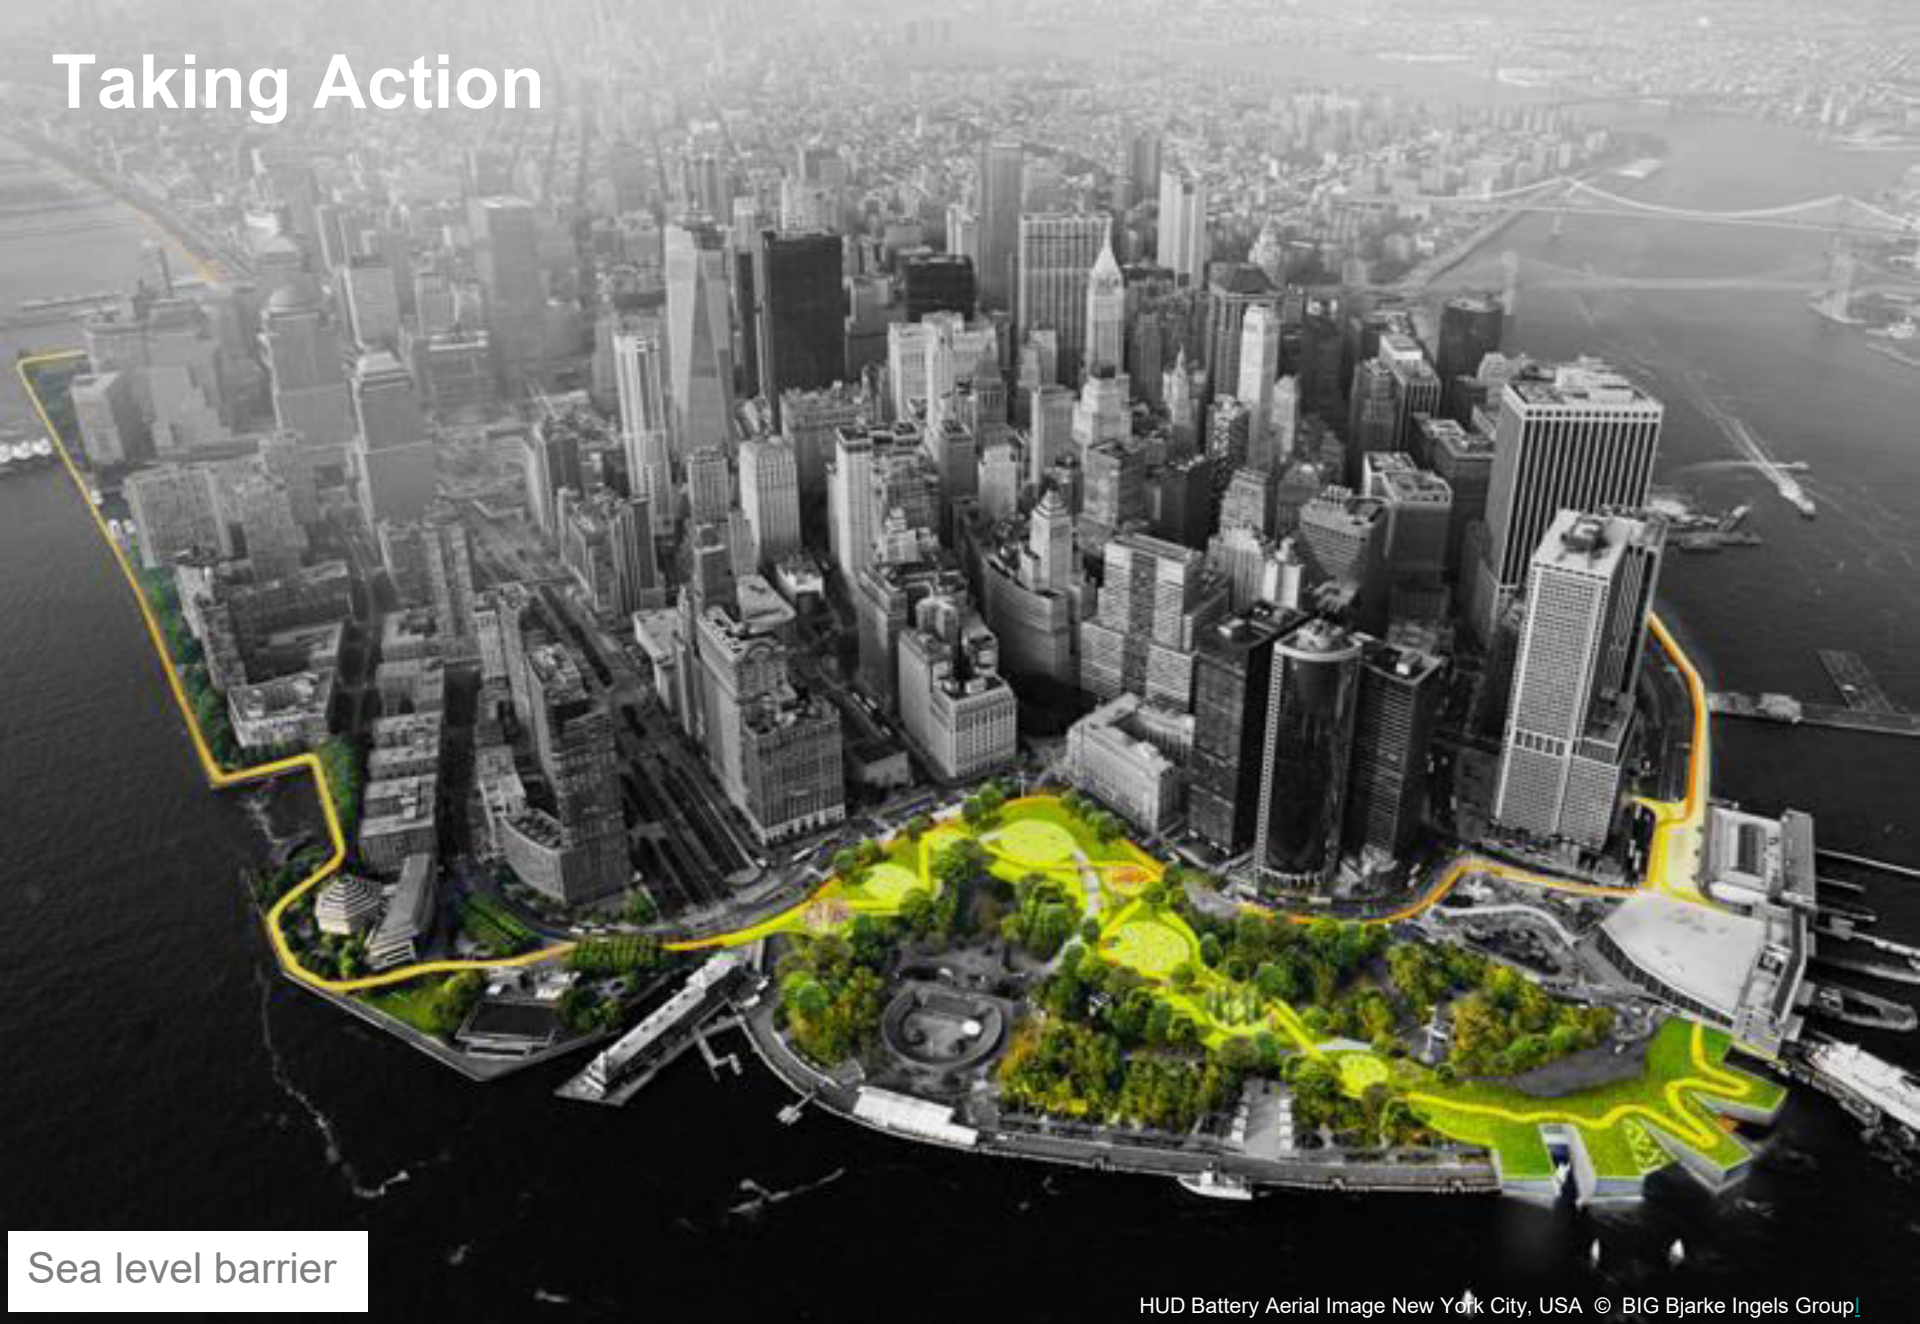 Taking Action
Sea level barrier
HUD Battery Aerial Image New York City, USA © BIG Bjarke Ingels Group